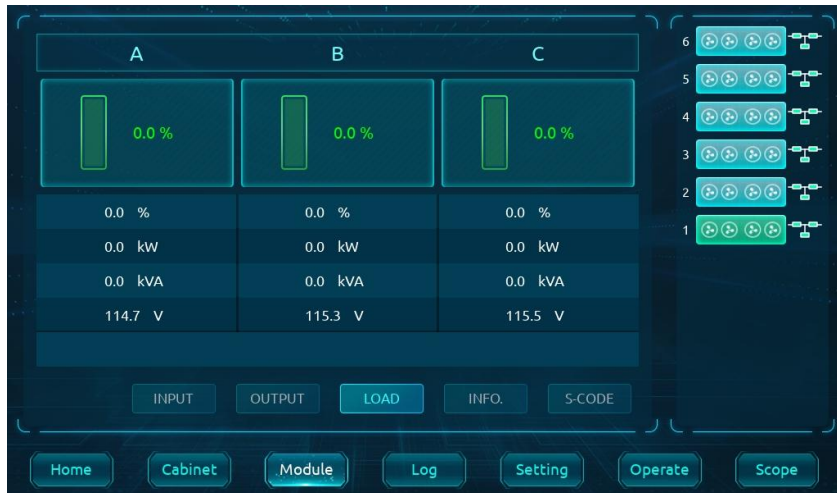 A B C
0.0 % 0.0 % 0.0 %
0.0 % 0.0 % 0.0 %
0.0 kW 0.0 kW 0.0 kW
0.0 kVA 0.0 kVA 0.0 kVA
114.7 V 115.3 V 115.5 V
INPUT OUTPUT LOAD INFO. S-CODE
6
5
4
3
2
1
Home Cabinet Module Log Setting Operate Scope